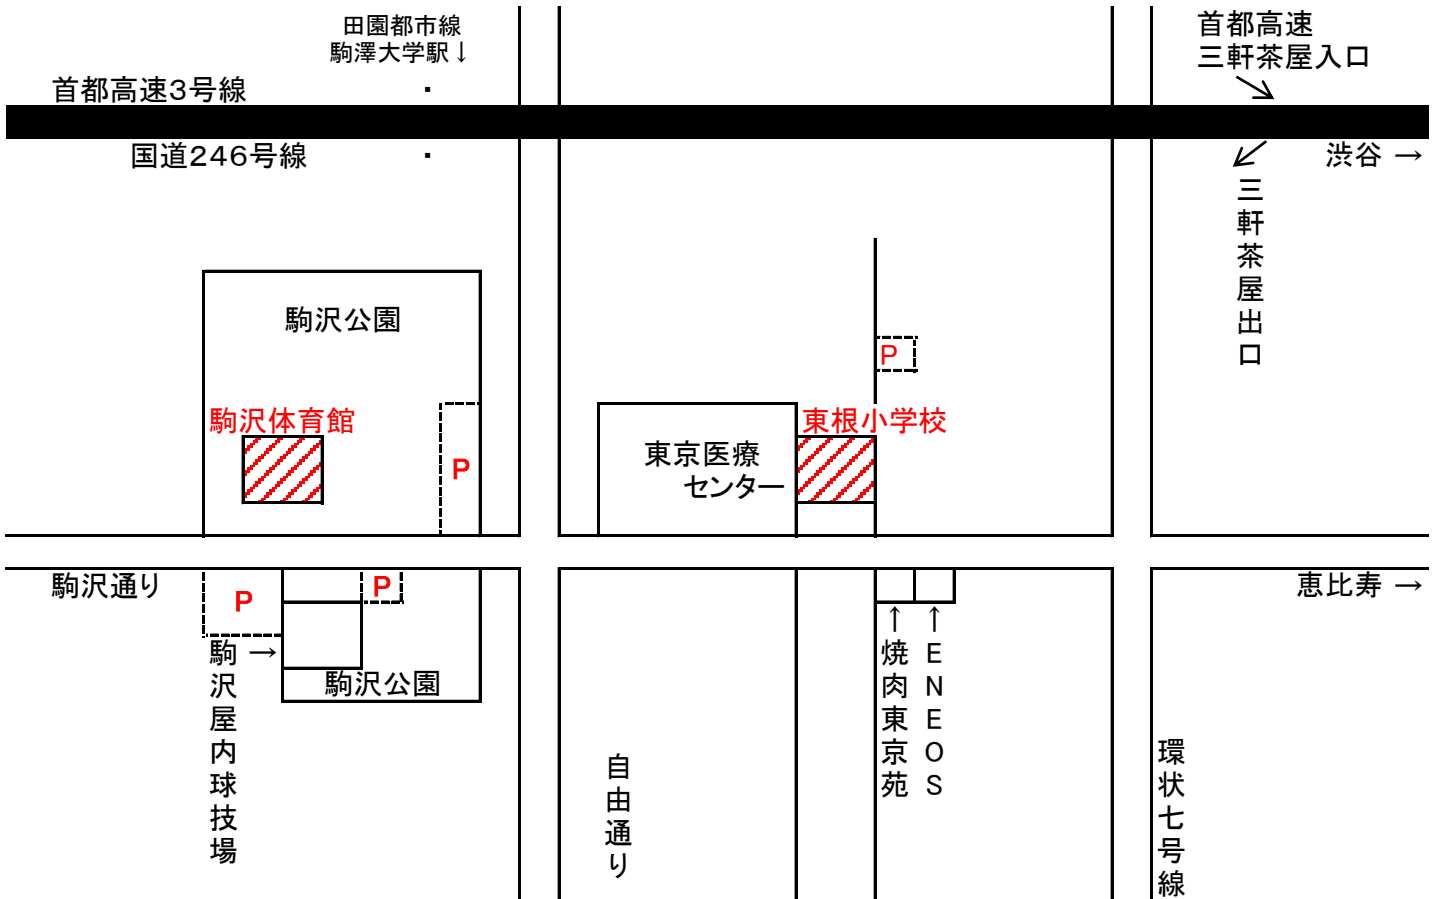 田園都市線
駒澤大学駅↓
首都高速
三軒茶屋入口
首都高速3号線
国道246号線
渋谷 →
三軒茶屋出口
駒沢公園
P
駒沢体育館
東根小学校
P
東京医療
センター
駒沢通り
P
P
恵比寿 →
駒沢屋内球技場
→
駒沢公園
↑
焼肉東京苑
↑
ENEOS
自由通り
環状七号線